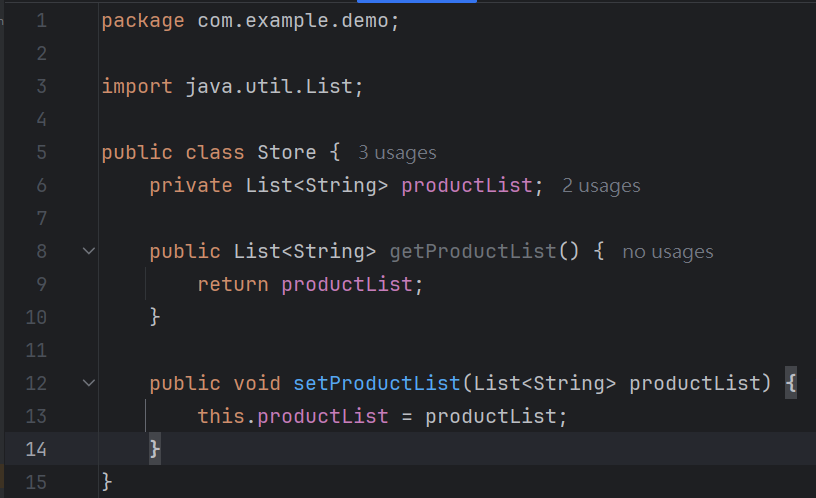 1 package com.example.demo;
2
3 import java.util.List;
4
5 public class Store { 3 usages
6     private List<String> productList; 2 usages
7
8     public List<String> getProductList() { no usages
9         return productList;
10     }
11
12     public void setProductList(List<String> productList) {
13         this.productList = productList;
14     }
15 }